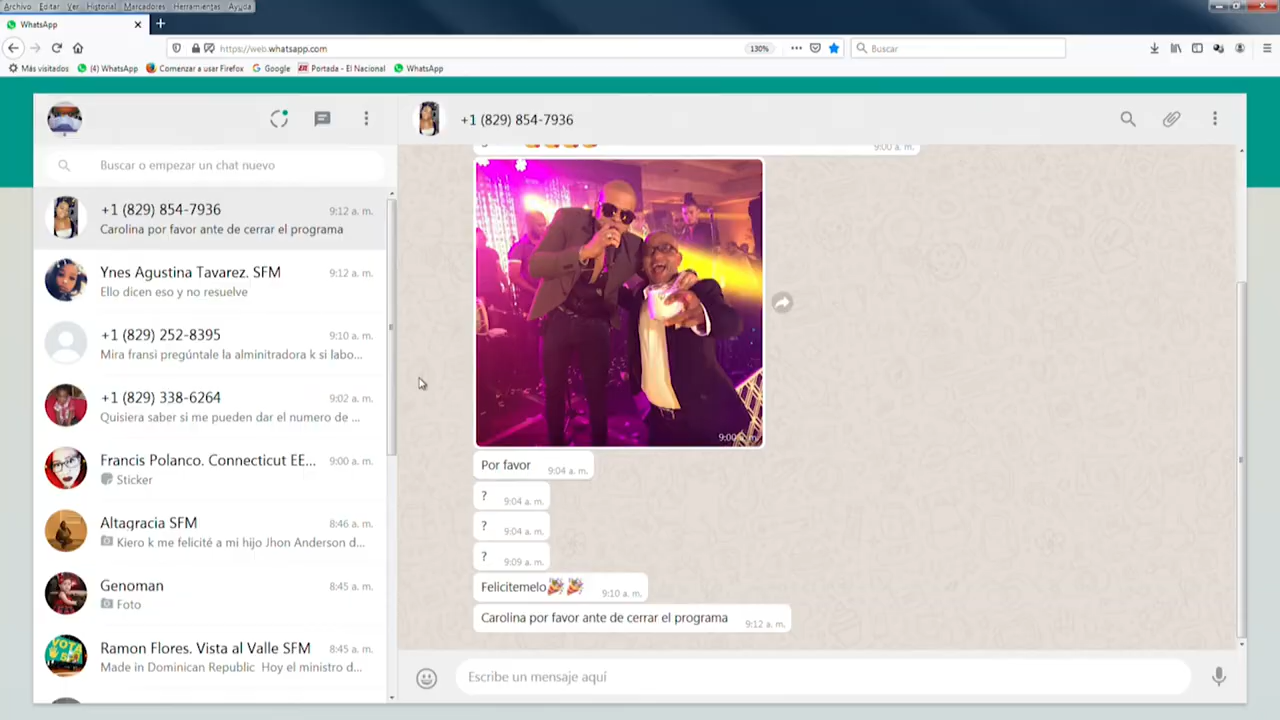 Archivo Editar Ver Historial Marcadores Herramientas Ayuda
WhatsApp
https://web.whatsapp.com
130%
Buscar
Más visitados
(4) WhatsApp
Comenzar a usar Firefox
Google
Portada - El Nacional
WhatsApp
+1 (829) 854-7936
Buscar o empezar un chat nuevo
+1 (829) 854-7936
9:12 a. m.
Carolina por favor ante de cerrar el programa
Ynes Agustina Tavarez. SFM
9:12 a. m.
Ello dicen eso y no resuelve
+1 (829) 252-8395
9:10 a. m.
Mira fransi pregúntale la alminitradora k si labo...
+1 (829) 338-6264
9:02 a. m.
Quisiera saber si me pueden dar el numero de ...
Francis Polanco. Connecticut EE...
9:00 a. m.
Sticker
Altagracia SFM
8:46 a. m.
Kiero k me felicité a mi hijo Jhon Anderson d...
Genoman
8:45 a. m.
Foto
Ramon Flores. Vista al Valle SFM
8:45 a. m.
Made in Dominican Republic Hoy el ministro d...
9:00 a. m.
9:00 a. m.
Por favor
9:04 a. m.
?
9:04 a. m.
?
9:04 a. m.
?
9:09 a. m.
Felicitemelo🎉🎉
9:10 a. m.
Carolina por favor ante de cerrar el programa
9:12 a. m.
Escribe un mensaje aquí